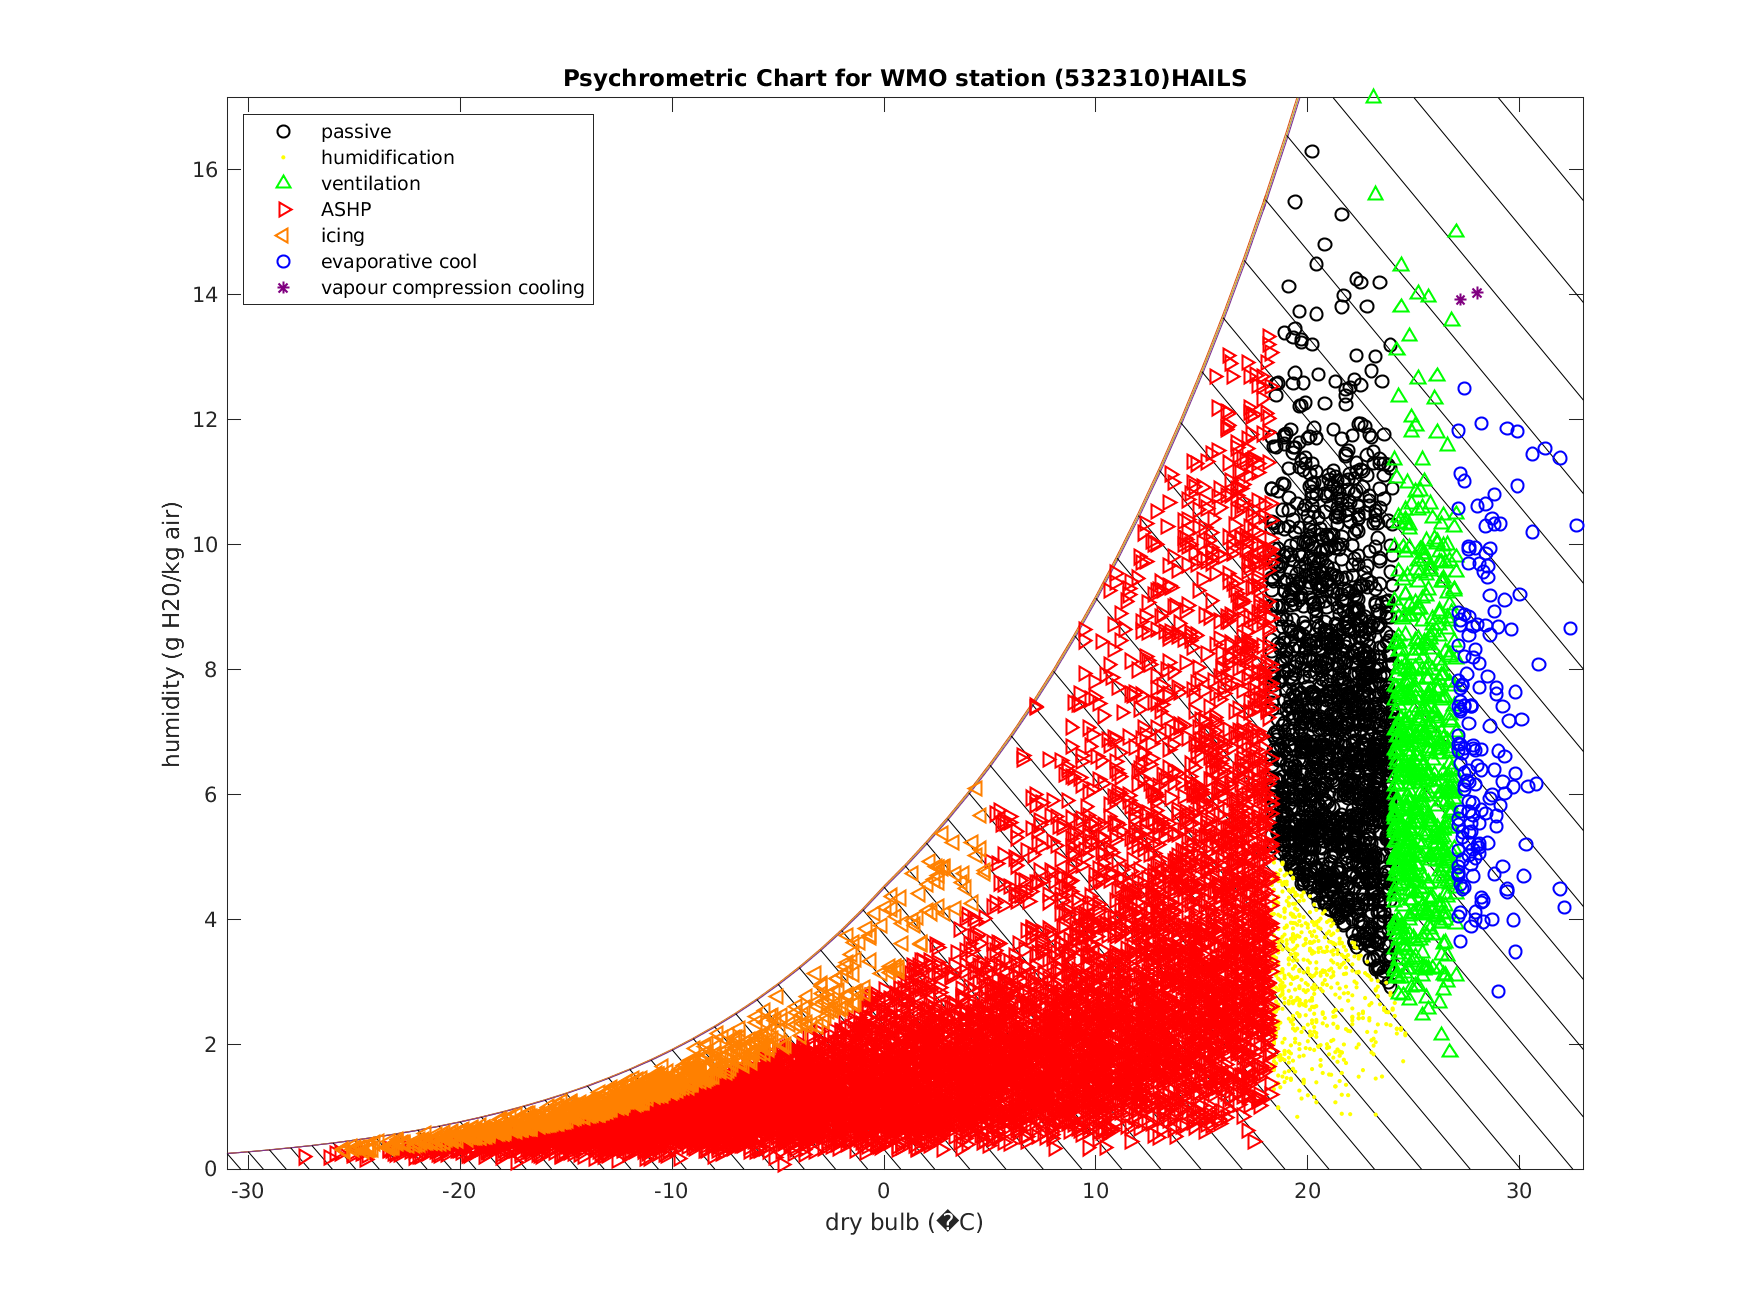 Psychrometric Chart for WMO station (532310)HAILS
passive
humidification
ventilation
ASHP
icing
evaporative cool
vapour compression cooling
humidity (g H20/kg air)
16
14
12
10
8
6
4
2
0
-30 -20 -10 0 10 20 30
dry bulb (�C)